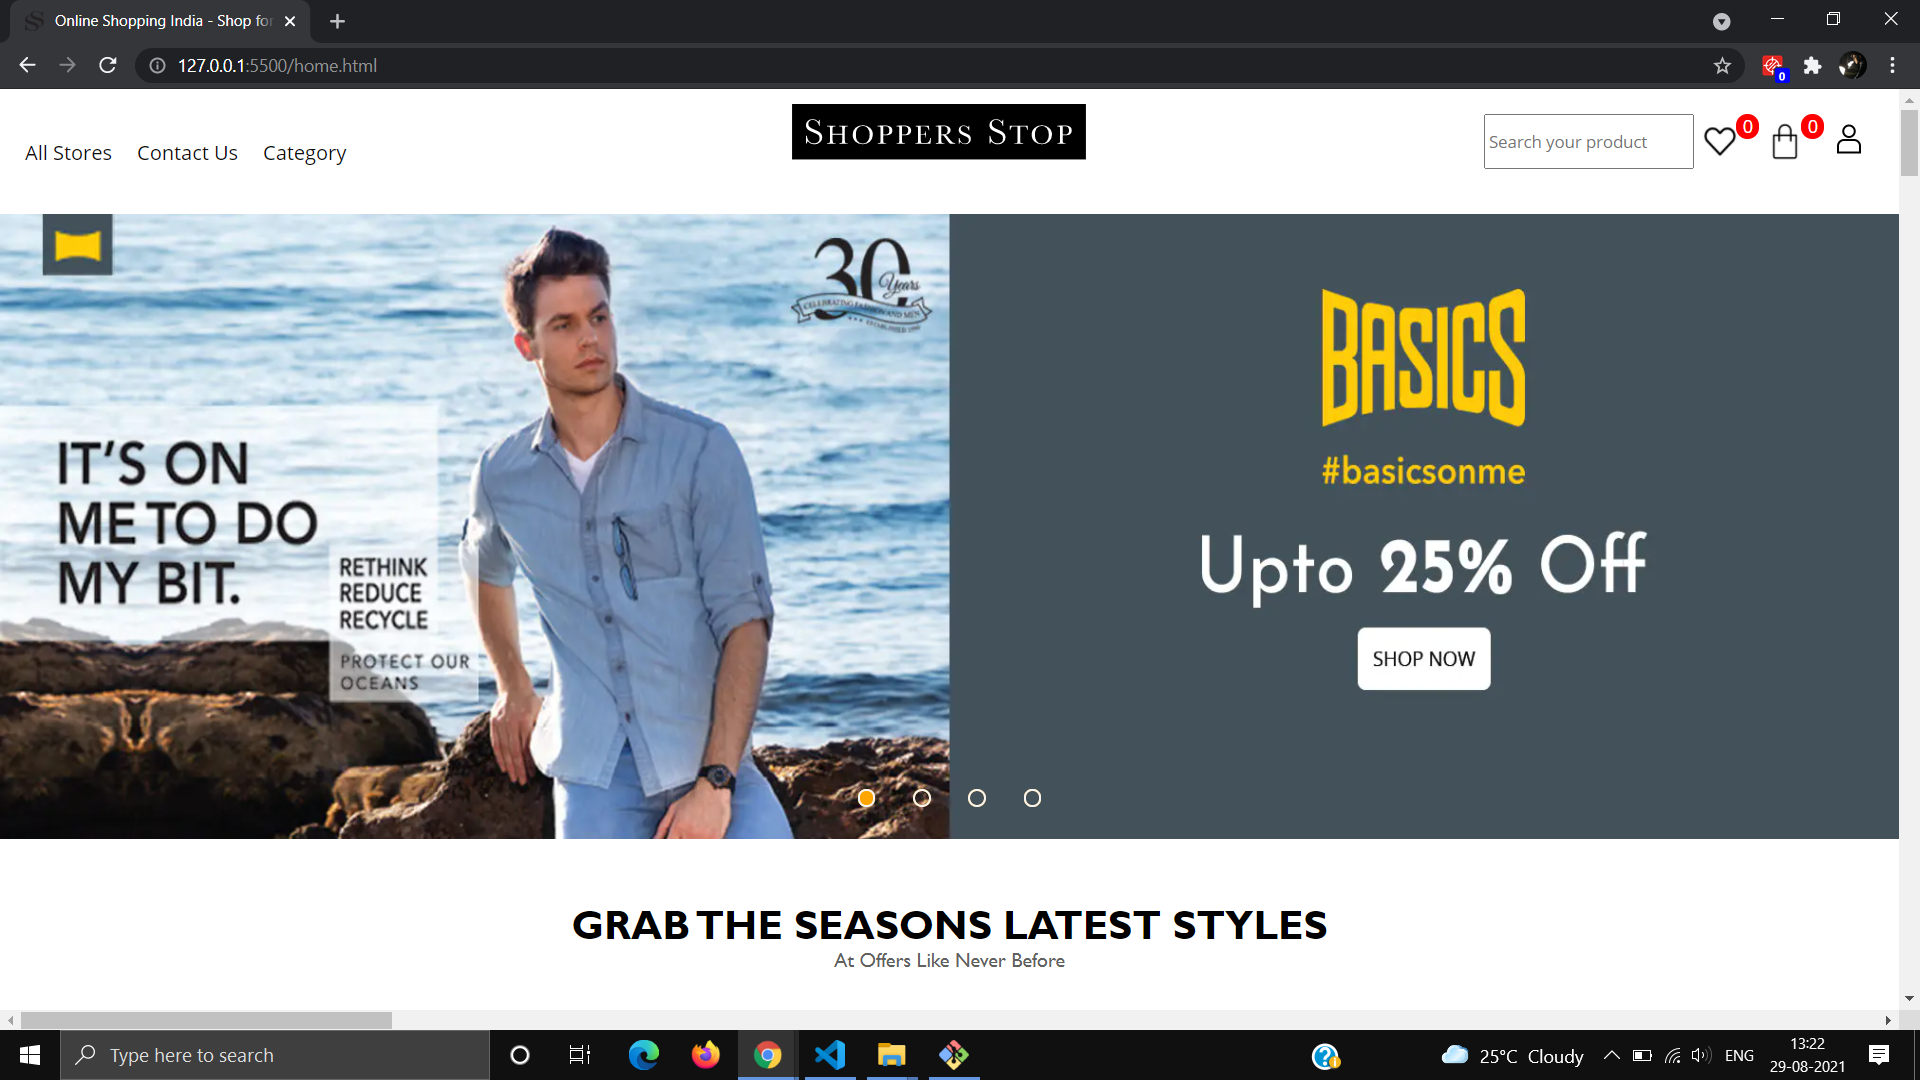 Online Shopping India - Shop for
127.0.0.1:5500/home.html
0
All Stores
Contact Us
Category
SHOPPERS STOP
Search your product
0
0
30
Years
CELEBRATING FASHION AND MEN
IT'S ON
ME TO DO
MY BIT.
RETHINK
REDUCE
RECYCLE
PROTECT OUR
OCEANS
BASICS
#basicsonme
Upto 25% Off
SHOP NOW
GRAB THE SEASONS LATEST STYLES
At Offers Like Never Before
Type here to search
25°C Cloudy
ENG
13:22
29-08-2021